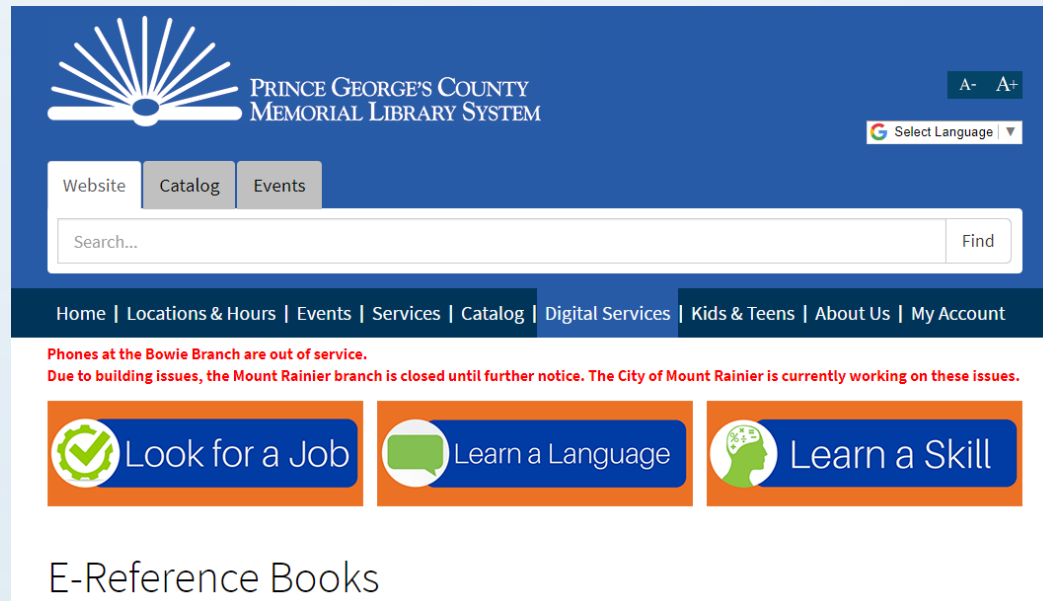 PRINCE GEORGE'S COUNTY
MEMORIAL LIBRARY SYSTEM
A- A+
G Select Language ▼
Website Catalog Events
Search... Find
Home | Locations & Hours | Events | Services | Catalog | Digital Services | Kids & Teens | About Us | My Account
Phones at the Bowie Branch are out of service.
Due to building issues, the Mount Rainier branch is closed until further notice. The City of Mount Rainier is currently working on these issues.
Look for a Job Learn a Language Learn a Skill
E-Reference Books